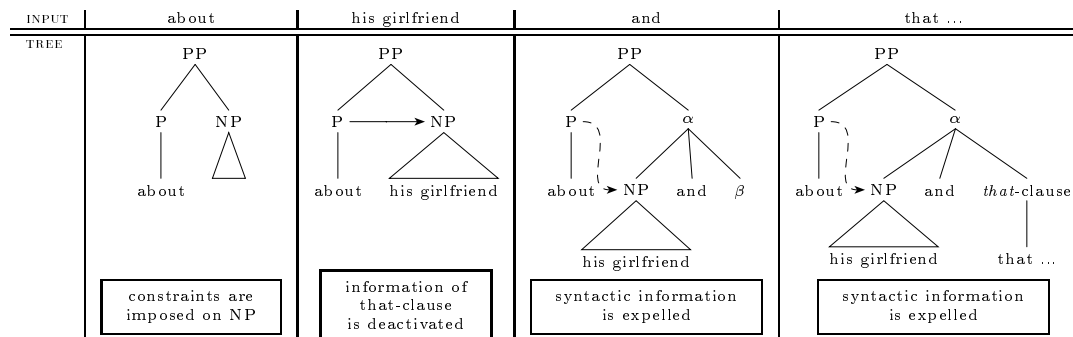 INPUT about his girlfriend and that ...
TREE
PP PP PP PP
P NP P NP P α P α
about about his girlfriend about NP and β about NP and that-clause
his girlfriend his girlfriend that ...
constraints are
imposed on NP
information of
that-clause
is deactivated
syntactic information
is expelled
syntactic information
is expelled